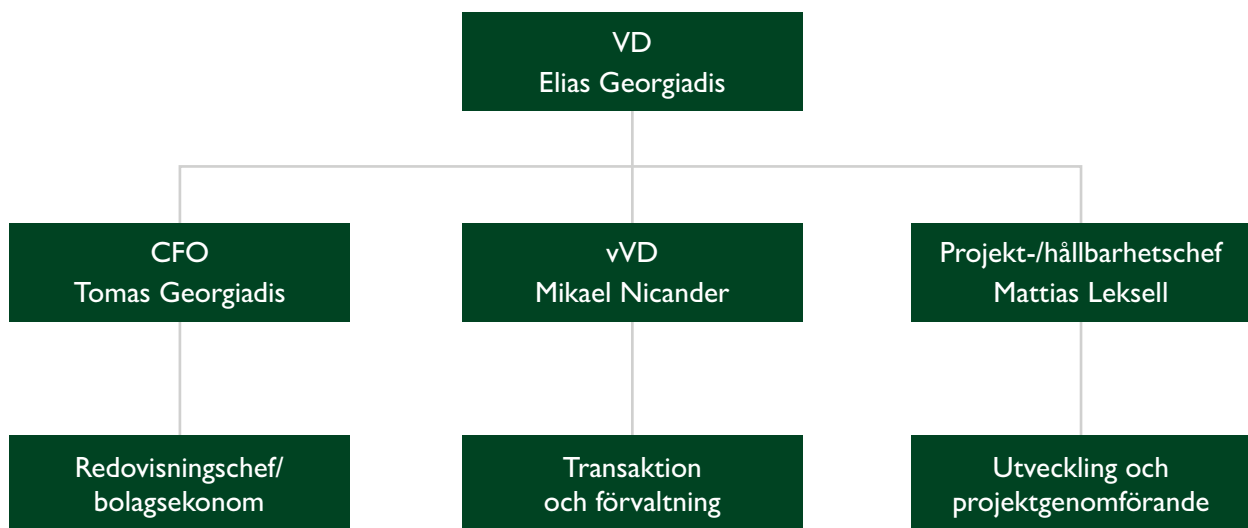 VD
Elias Georgiadis
CFO
Tomas Georgiadis
vVD
Mikael Nicander
Projekt-/hållbarhetschef
Mattias Leksell
Redovisningschef/
bolagsekonom
Transaktion
och förvaltning
Utveckling och
projektgenomförande